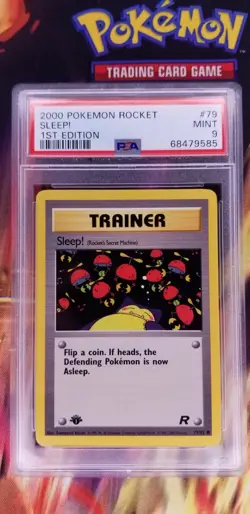 POKéMON
TRADING CARD GAME
2000 POKEMON ROCKET #79
SLEEP! MINT
1ST EDITION 9
PSA 68479585
TRAINER
Sleep! (Rocket's Secret Machine)
Flip a coin. If heads, the
Defending Pokémon is now
Asleep.
1
R